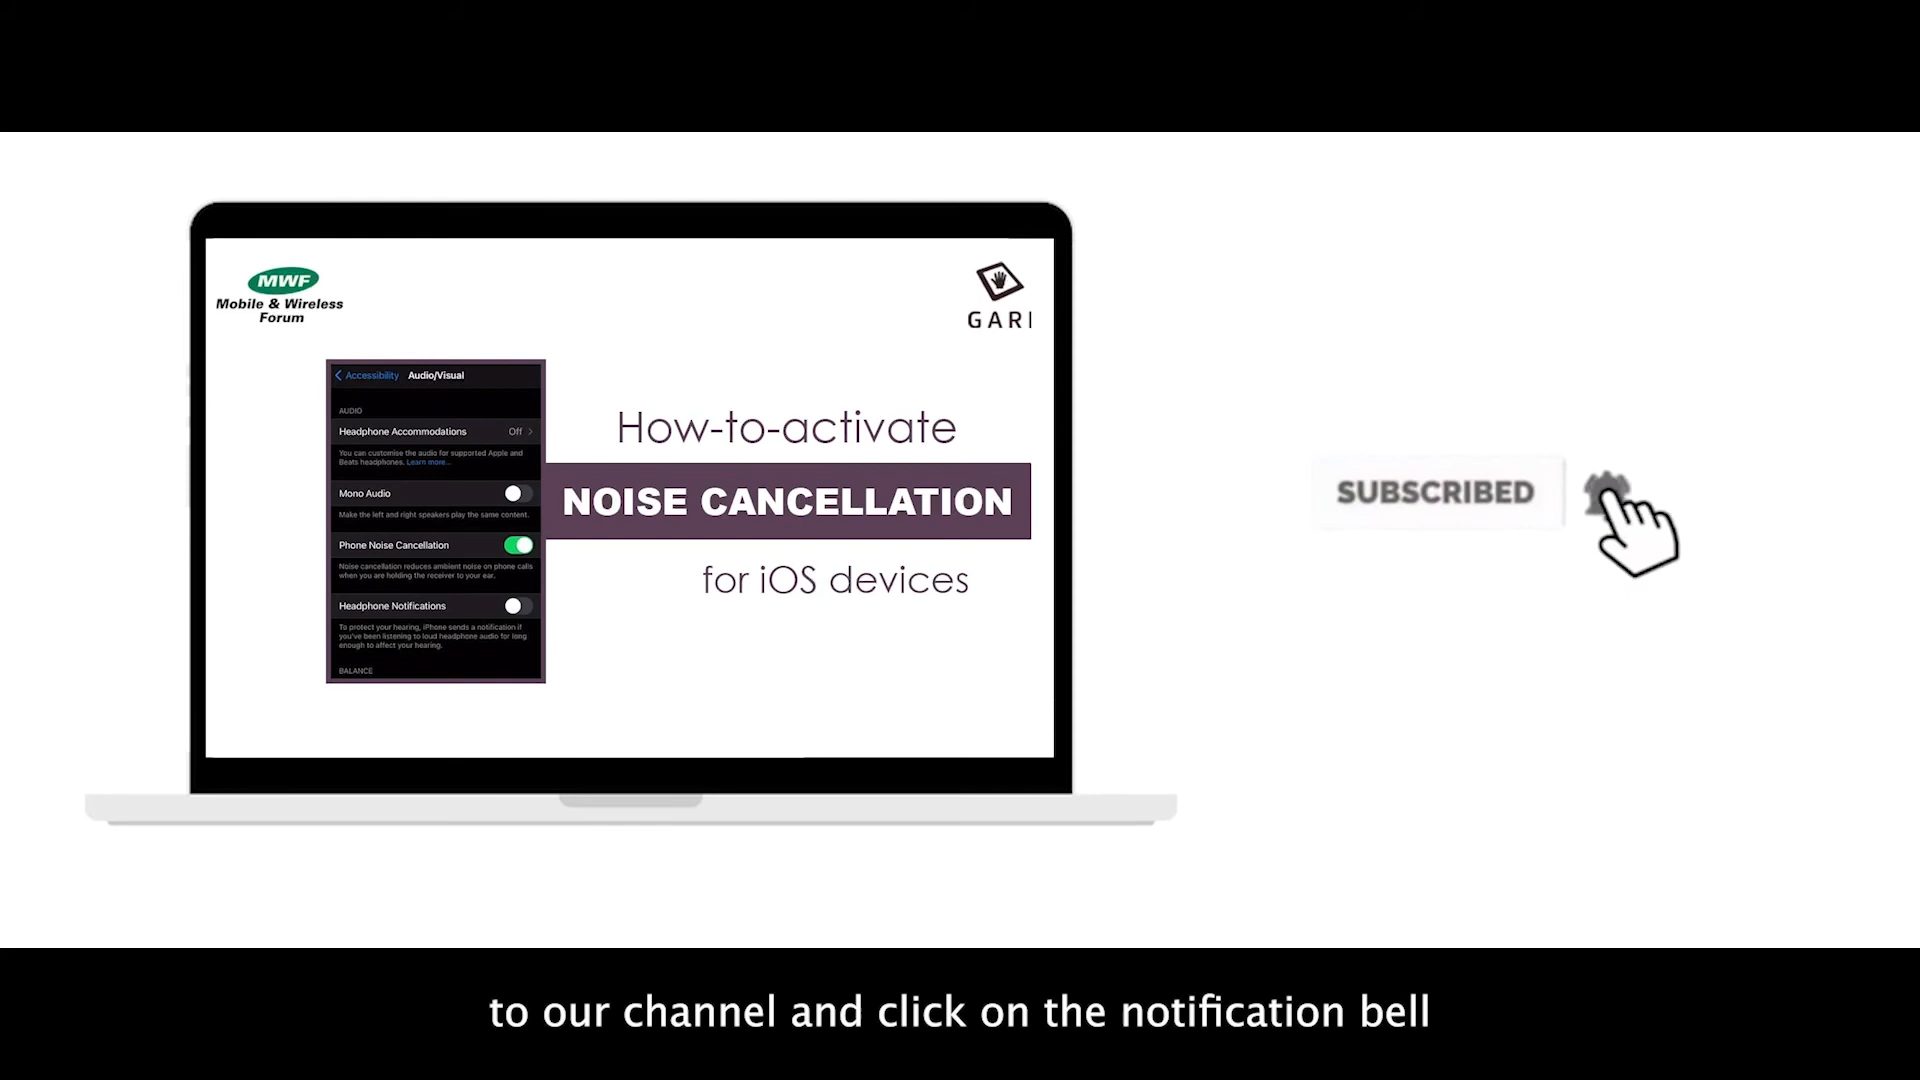 MWF
Mobile & Wireless
Forum
GARI
Accessibility Audio/Visual
AUDIO
Headphone Accommodations Off
You can customise the audio for supported Apple and
Beats headphones. Learn more...
Mono Audio
Make the left and right speakers play the same content.
Phone Noise Cancellation
Noise cancellation reduces ambient noise on phone calls
when you are holding the receiver to your ear.
Headphone Notifications
To protect your hearing, iPhone sends a notification if
you've been listening to loud headphone audio for long
enough to affect your hearing.
BALANCE
How-to-activate
NOISE CANCELLATION
for iOS devices
SUBSCRIBED
to our channel and click on the notification bell